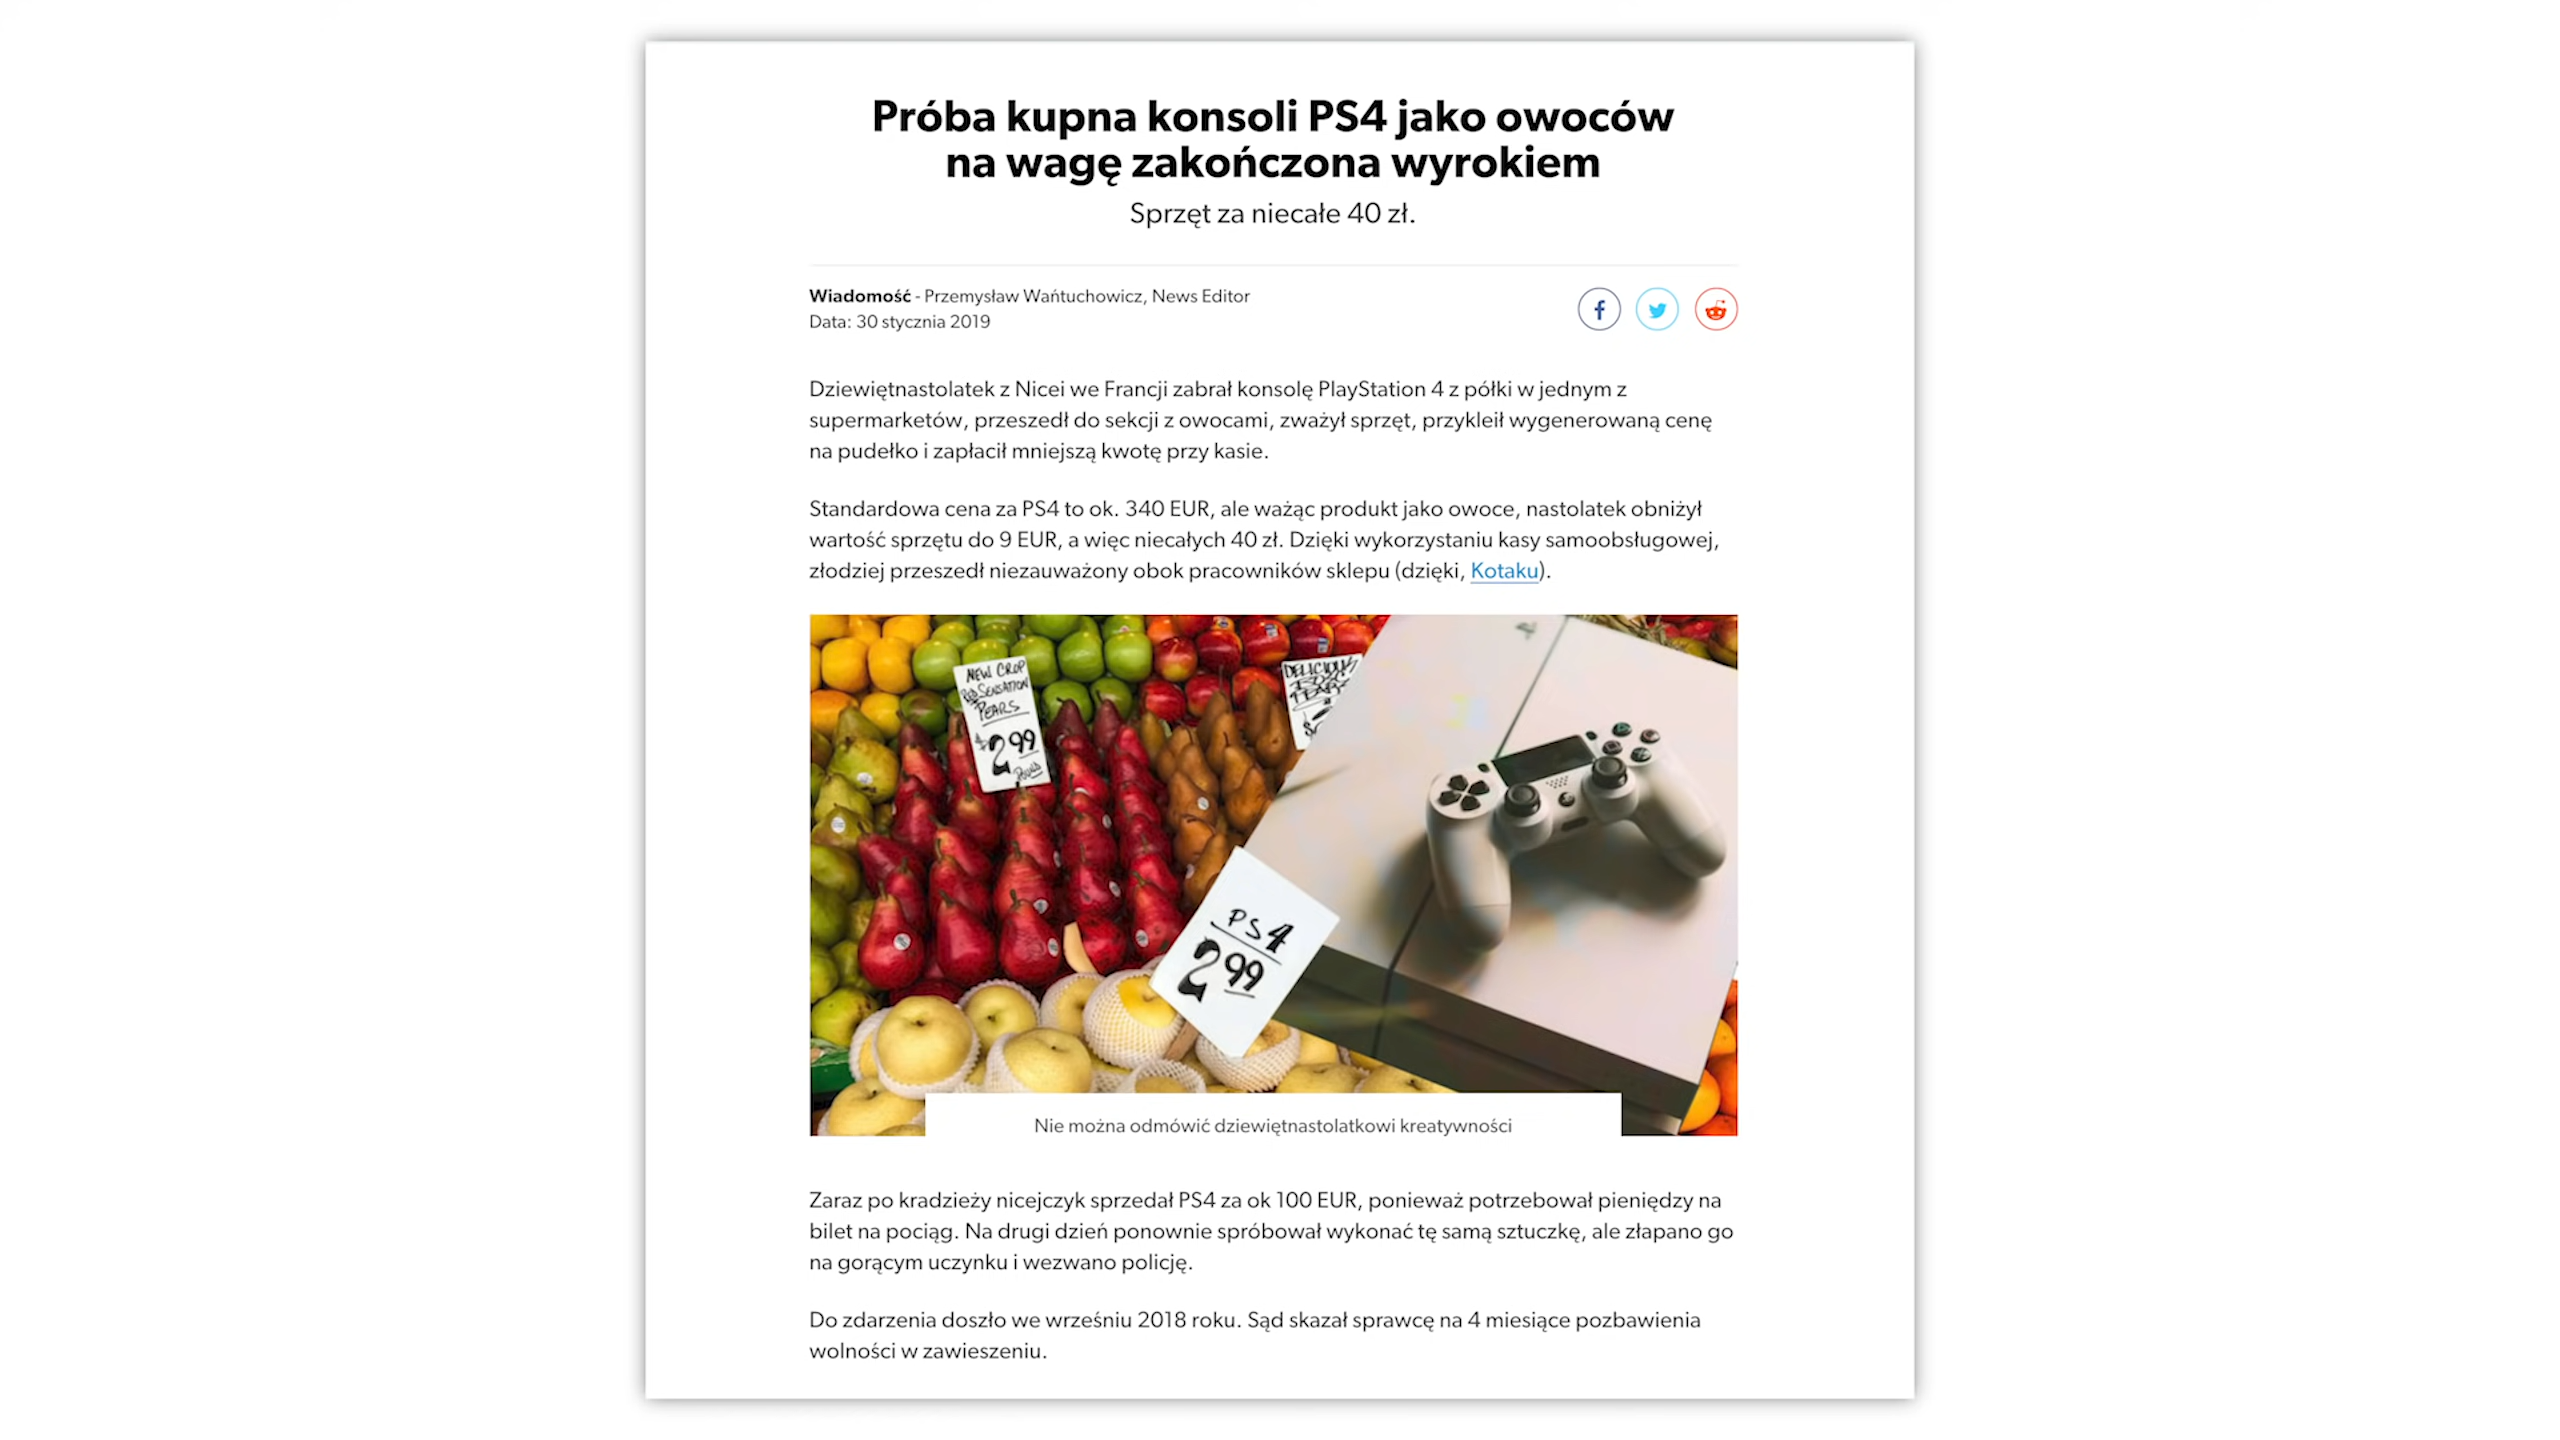 Próba kupna konsoli PS4 jako owoców
na wagę zakończona wyrokiem
Sprzęt za niecałe 40 zł.
Wiadomość - Przemysław Wańtuchowicz, News Editor
Data: 30 stycznia 2019
Dziewiętnastolatek z Nicei we Francji zabrał konsolę PlayStation 4 z półki w jednym z
supermarketów, przeszedł do sekcji z owocami, zważył sprzęt, przykleił wygenerowaną cenę
na pudełko i zapłacił mniejszą kwotę przy kasie.
Standardowa cena za PS4 to ok. 340 EUR, ale ważąc produkt jako owoce, nastolatek obniżył
wartość sprzętu do 9 EUR, a więc niecałych 40 zł. Dzięki wykorzystaniu kasy samoobsługowej,
złodziej przeszedł niezauważony obok pracowników sklepu (dzięki, Kotaku).
NEW CROP
RED SENSATION
PEARS
$2.99
DELICIOUS
BOSC
PEARS
PS4
2.99
Nie można odmówić dziewiętnastolatkowi kreatywności
Zaraz po kradzieży nicejczyk sprzedał PS4 za ok 100 EUR, ponieważ potrzebował pieniędzy na
bilet na pociąg. Na drugi dzień ponownie spróbował wykonać tę samą sztuczkę, ale złapano go
na gorącym uczynku i wezwano policję.
Do zdarzenia doszło we wrześniu 2018 roku. Sąd skazał sprawcę na 4 miesiące pozbawienia
wolności w zawieszeniu.